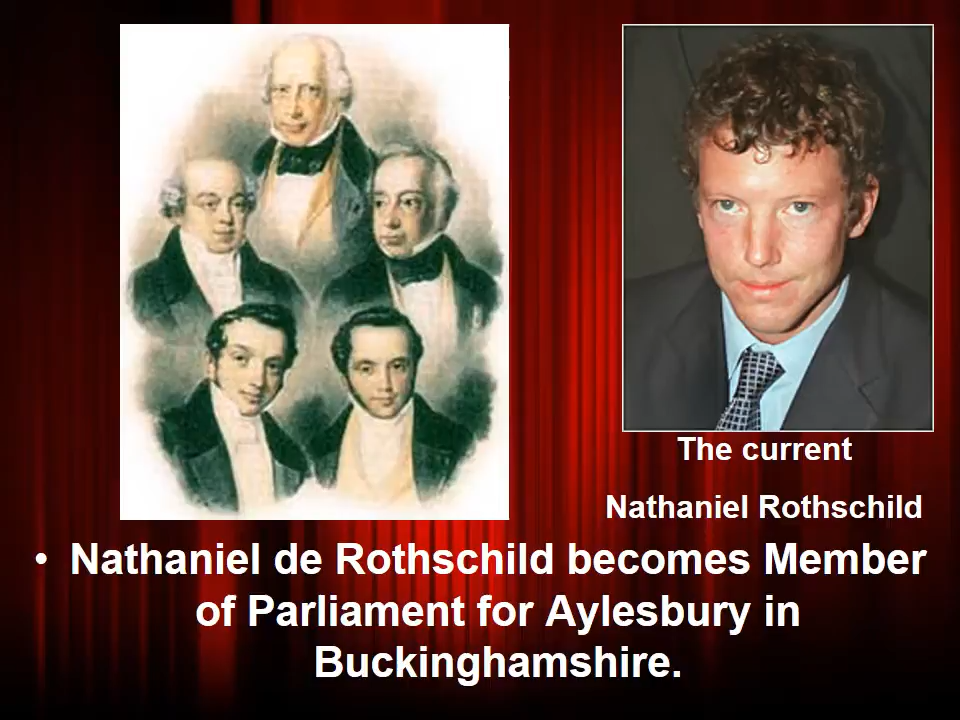 The current
Nathaniel Rothschild
• Nathaniel de Rothschild becomes Member
of Parliament for Aylesbury in
Buckinghamshire.